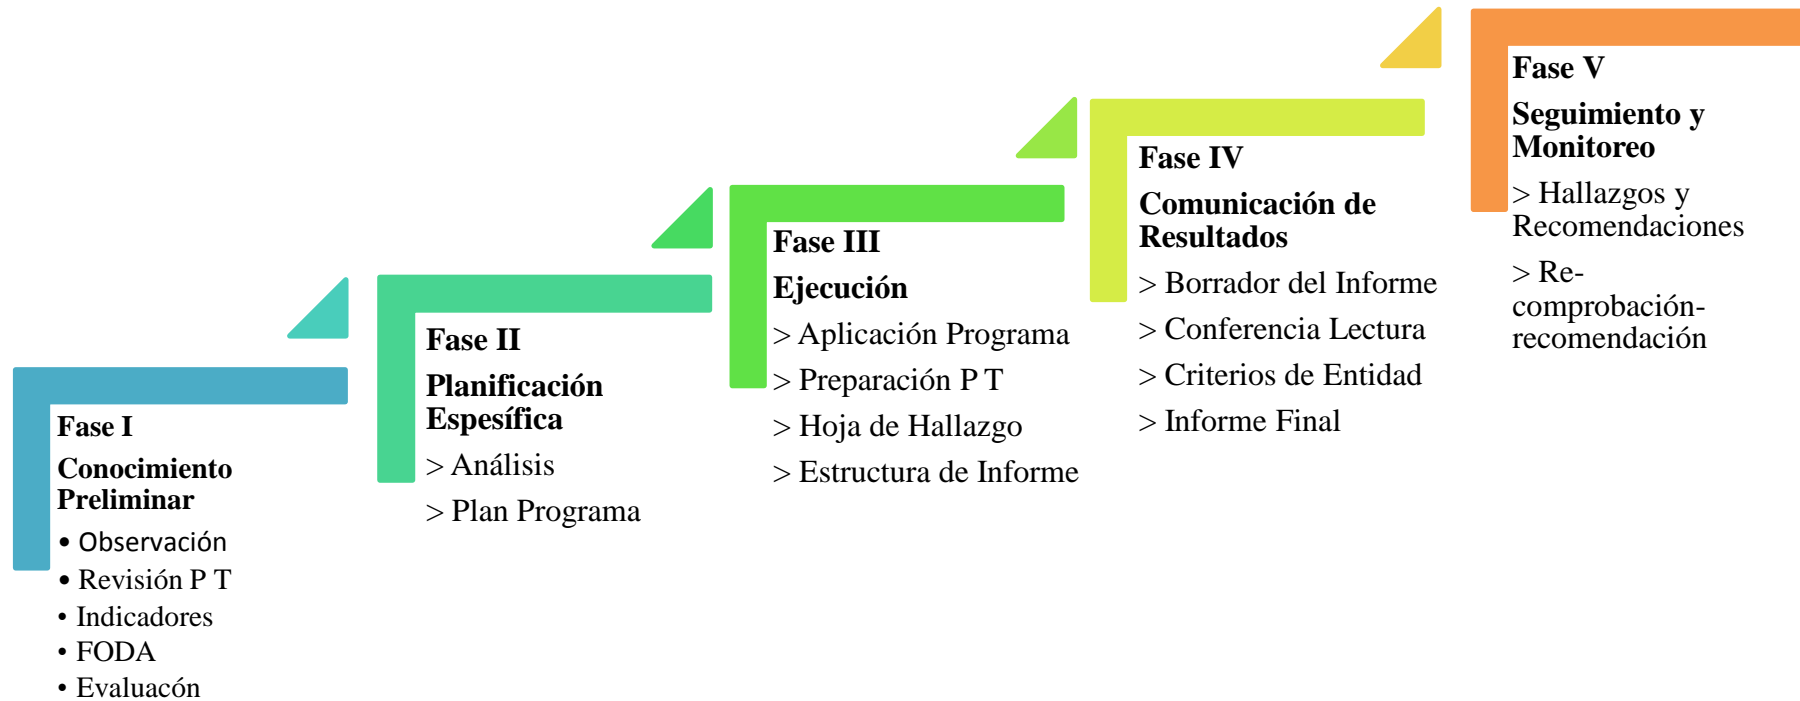 Fase I
Conocimiento
Preliminar
• Observación
• Revisión P T
• Indicadores
• FODA
• Evaluacón
Fase II
Planificación
Espesífica
> Análisis
> Plan Programa
Fase III
Ejecución
> Aplicación Programa
> Preparación P T
> Hoja de Hallazgo
> Estructura de Informe
Fase IV
Comunicación de
Resultados
> Borrador del Informe
> Conferencia Lectura
> Criterios de Entidad
> Informe Final
Fase V
Seguimiento y
Monitoreo
> Hallazgos y
Recomendaciones
> Re-
comprobación-
recomendación